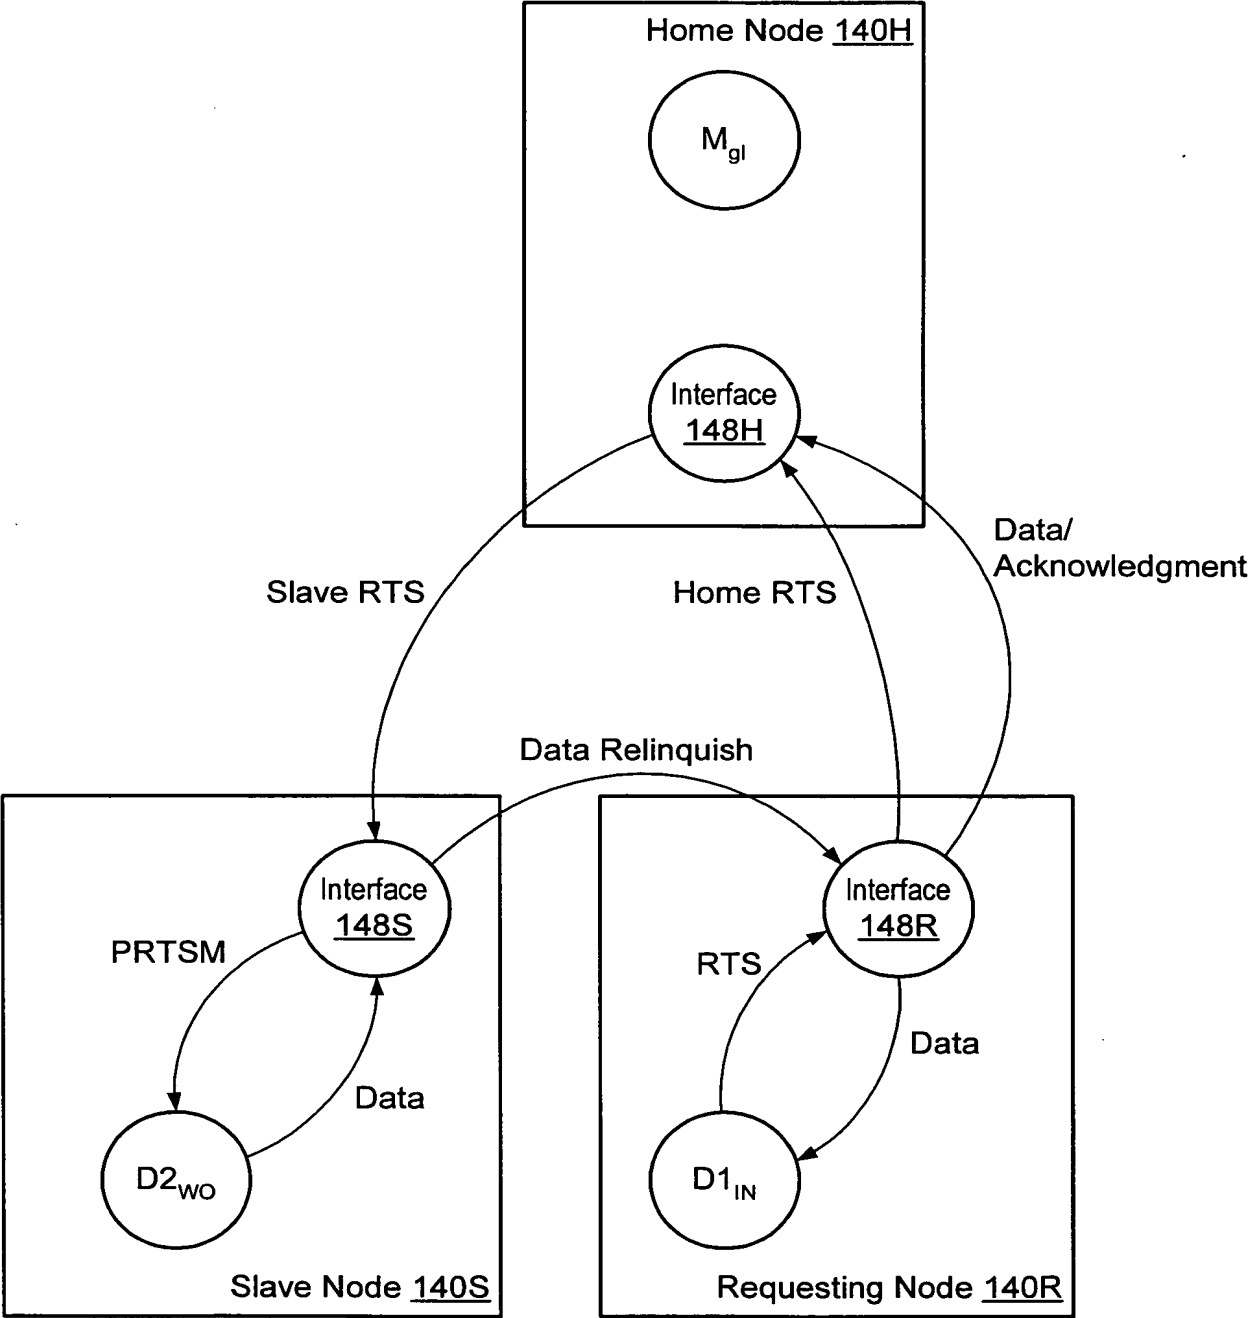 Home Node 140H
Mgl
Interface
148H
Data/
Acknowledgment
Slave RTS
Home RTS
Data Relinquish
Interface
148S
Interface
148R
PRTSM
RTS
Data
Data
D2WO
D1IN
Slave Node 140S
Requesting Node 140R